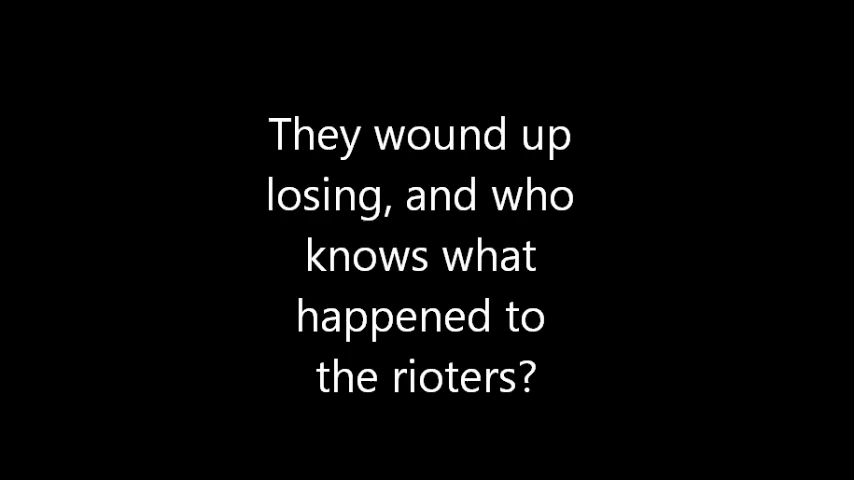 They wound up
losing, and who
knows what
happened to
the rioters?